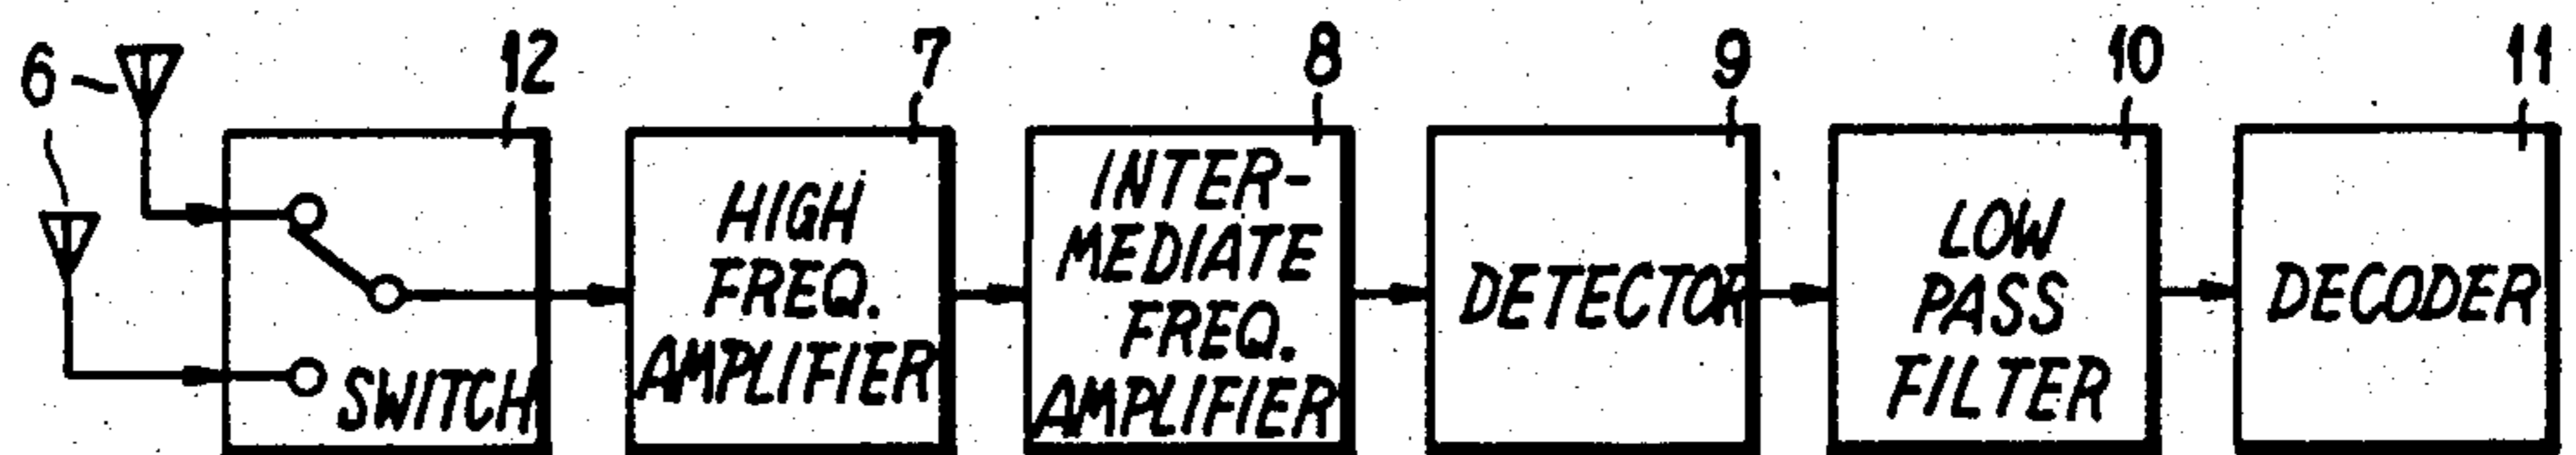 6
12
7
8
9
10
11
SWITCH
HIGH
FREQ.
AMPLIFIER
INTER-
MEDIATE
FREQ.
AMPLIFIER
DETECTOR
LOW
PASS
FILTER
DECODER